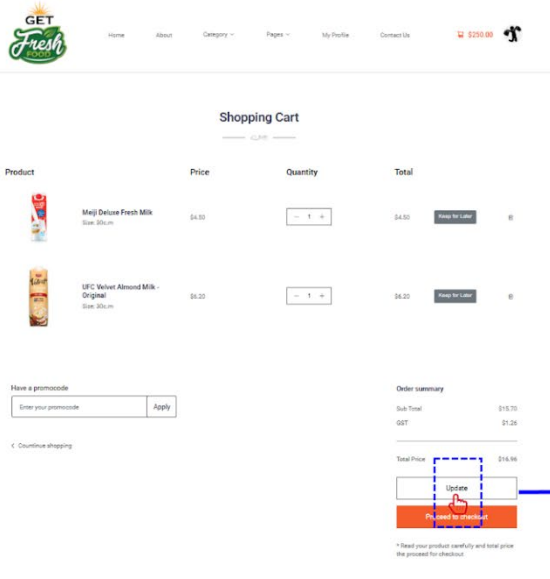 GET
Fresh
FOOD
Home About Category Pages My Profile Contact Us $250.00
Shopping Cart
Product Price Quantity Total
Meiji Deluxe Fresh Milk
$4.50 − 1 + $4.50 Keep for Later
Size: 30c.m
UFC Velvet Almond Milk -
Original
$6.20 − 1 + $6.20 Keep for Later
Size: 30c.m
Have a promocode
Enter your promocode Apply
< Countinue shopping
Order summary
Sub Total $15.70
GST $1.26
Total Price $16.96
Update
Proceed to checkout
* Read your product carefully and total price
the proceed for checkout